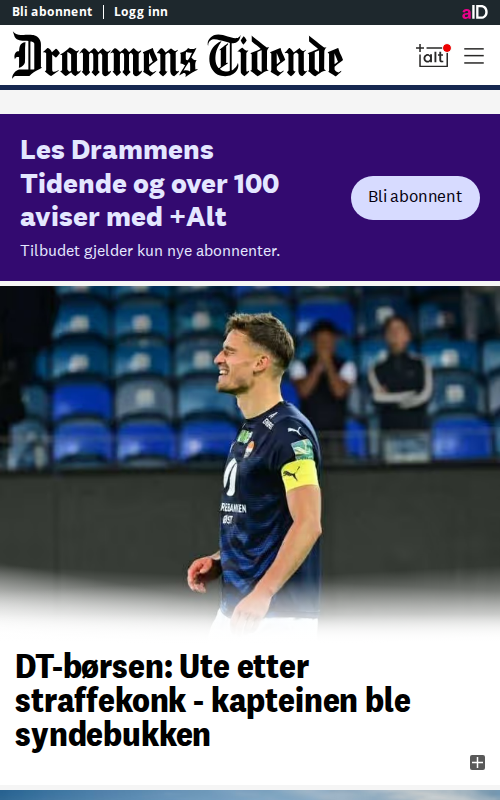 Bli abonnent
Logg inn
aID
Drammens Tidende
+alt
Les Drammens
Tidende og over 100
aviser med +Alt
Tilbudet gjelder kun nye abonnenter.
Bli abonnent
DT-børsen: Ute etter
straffekonk - kapteinen ble
syndebukken